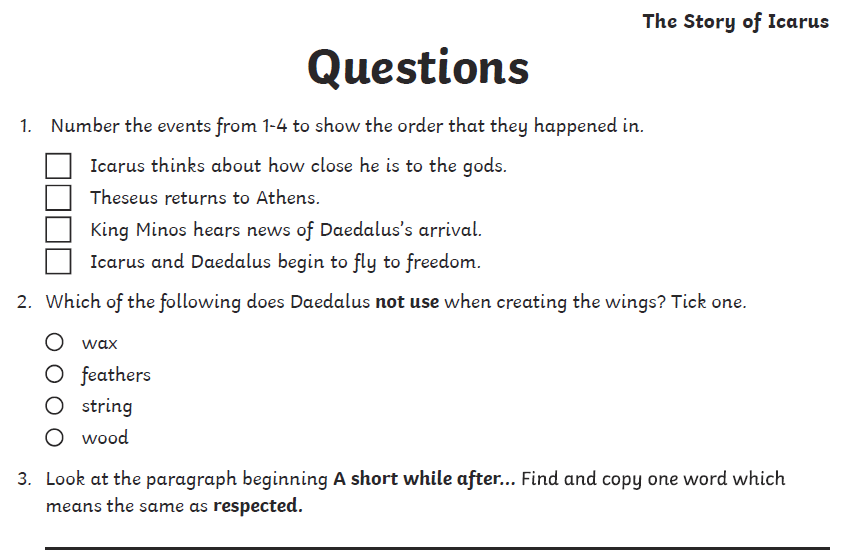 The Story of Icarus
Questions
1. Number the events from 1-4 to show the order that they happened in.
Icarus thinks about how close he is to the gods.
Theseus returns to Athens.
King Minos hears news of Daedalus's arrival.
Icarus and Daedalus begin to fly to freedom.
2. Which of the following does Daedalus not use when creating the wings? Tick one.
wax
feathers
string
wood
3. Look at the paragraph beginning A short while after... Find and copy one word which
means the same as respected.